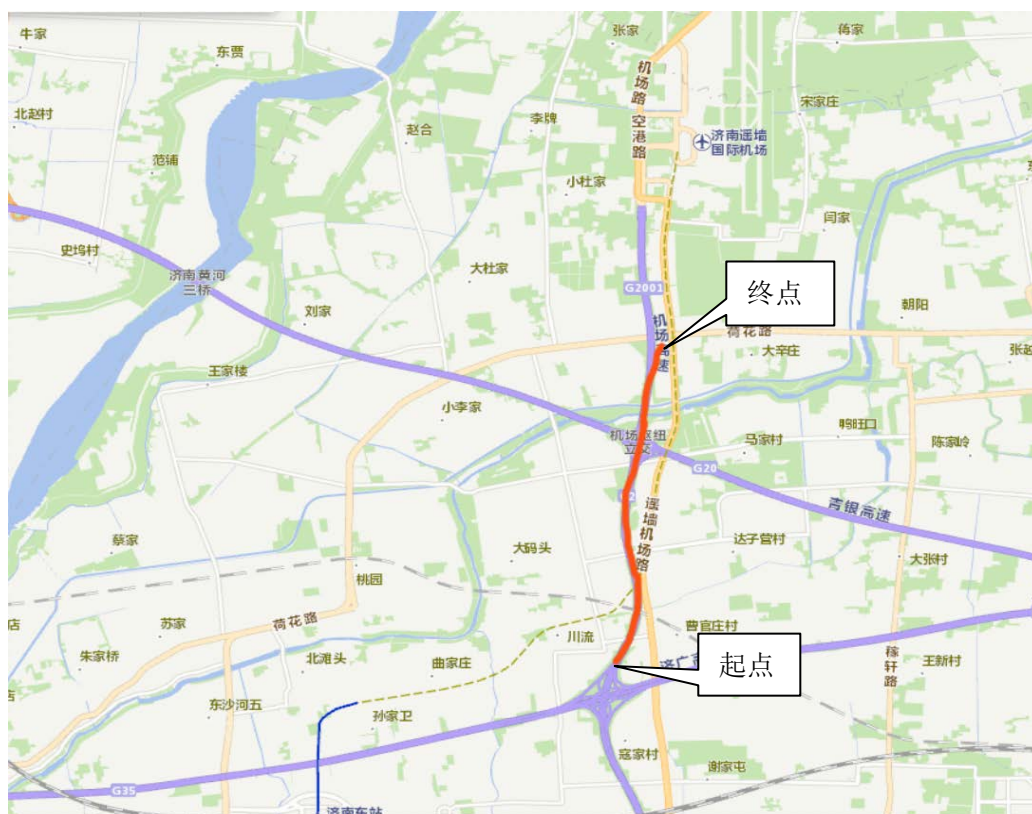 张家
蒋家
牛家
东贾
机场路
空港路
北赵村
赵合
李牌
宋家庄
济南遥墙
国际机场
范铺
小杜家
闫家
史坞村
大杜家
济南黄河
三桥
G2001
终点
刘家
朝阳
机场高速
荷花路
大辛庄
王家楼
小李家
机场枢纽
立交
马家村
鸭旺口
陈家岭
G20
青银高速
遥墙机场路
蔡家
大码头
达子营村
大张村
桃园
店
苏家
荷花路
川流
曹官庄村
朱家桥
北滩头
曲家庄
济广
起点
稼轩路
王新村
店
东沙河五
孙家卫
寇家村
谢家屯
G35
济南东站